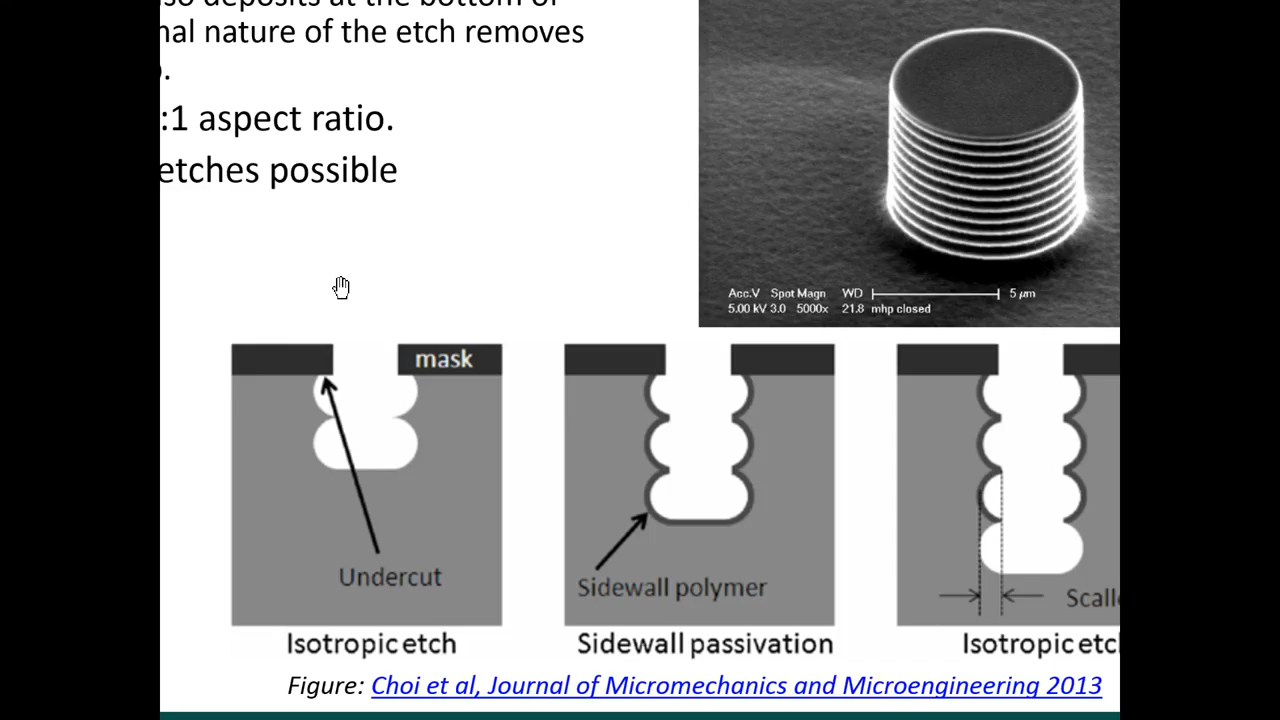 so deposits at the bottom of
nal nature of the etch removes
.
:1 aspect ratio.
etches possible
Acc.V Spot Magn WD 5 µm
5.00 kV 3.0 5000x 21.8 mhp closed
mask
Undercut
Sidewall polymer
Scall
Isotropic etch
Sidewall passivation
Isotropic etch
Figure: Choi et al, Journal of Micromechanics and Microengineering 2013